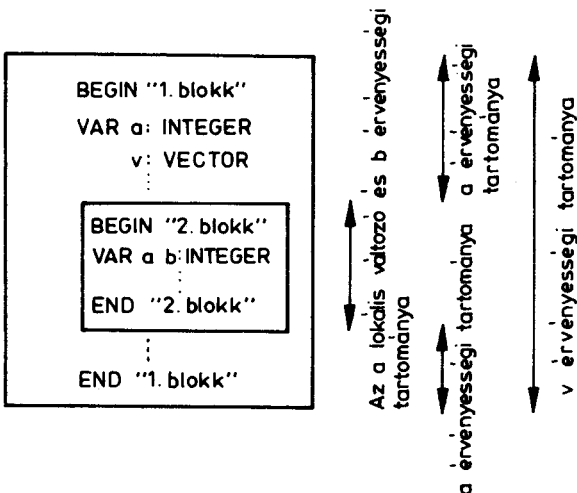 BEGIN "1. blokk"
VAR a: INTEGER
v: VECTOR
BEGIN "2. blokk"
VAR a b: INTEGER
END "2. blokk"
END "1. blokk"
Az a lokális változó és b érvényességi
tartománya
a érvényességi
tartománya
a érvényességi tartománya
v érvényességi tartománya